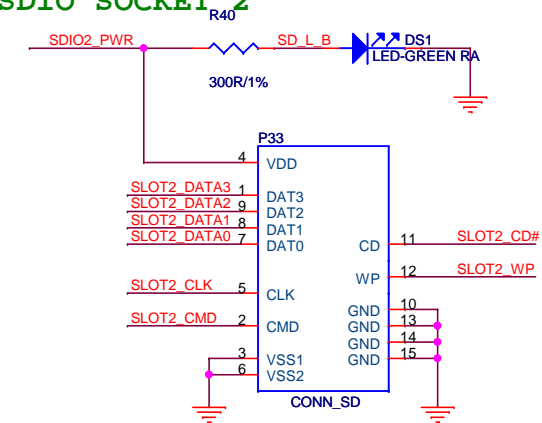 SDIO SOCKET 2
R40
SDIO2_PWR
SD_L_B
DS1
LED-GREEN RA
300R/1%
P33
4 VDD
SLOT2_DATA3 1 DAT3
SLOT2_DATA2 9 DAT2
SLOT2_DATA1 8 DAT1
SLOT2_DATA0 7 DAT0
CD 11 SLOT2_CD#
WP 12 SLOT2_WP
SLOT2_CLK 5 CLK
GND 10
SLOT2_CMD 2 CMD
GND 13
GND 14
GND 15
3 VSS1
6 VSS2
CONN_SD